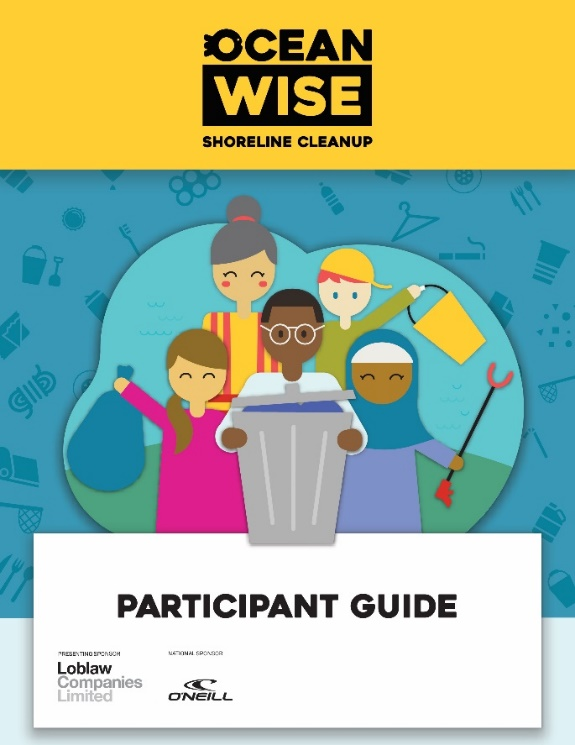 OCEAN
WISE
SHORELINE CLEANUP
PARTICIPANT GUIDE
PRESENTING SPONSOR
NATIONAL SPONSOR
Loblaw
Companies
Limited
O'NEILL